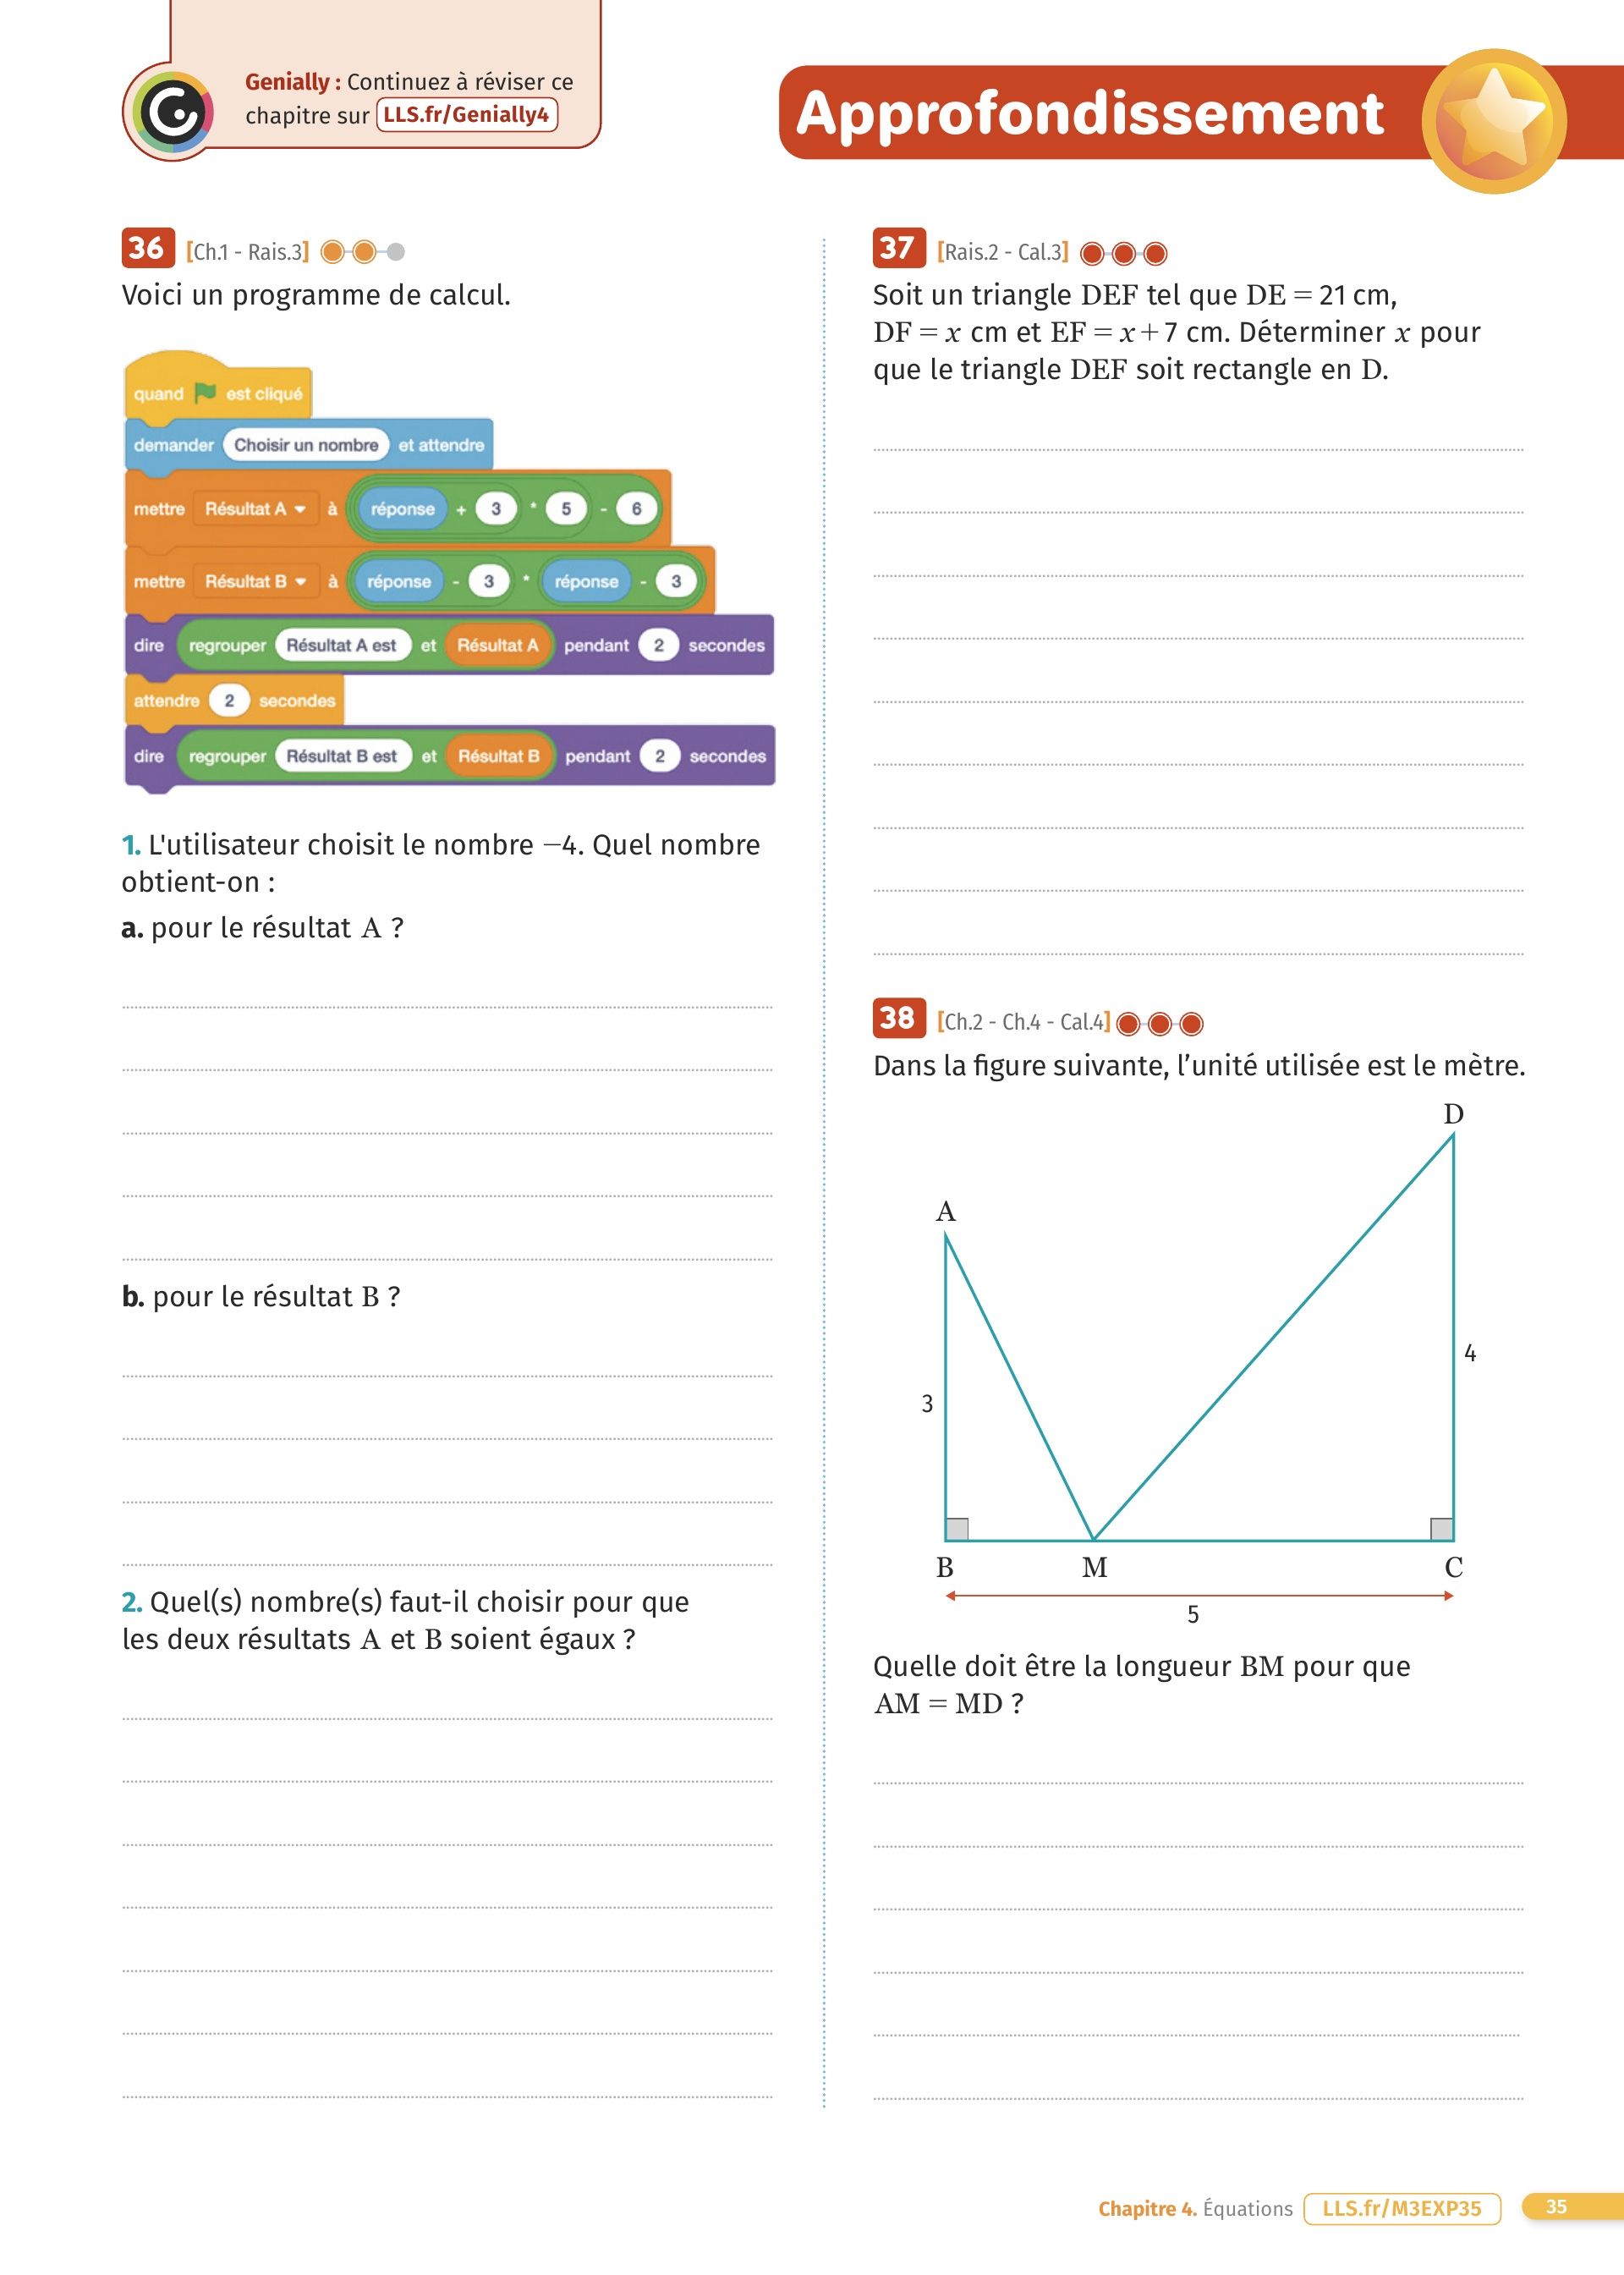 Genially : Continuez à réviser ce
chapitre sur LLS.fr/Genially4
Approfondissement
36 [Ch.1 - Rais.3]
Voici un programme de calcul.
quand est cliqué
demander Choisir un nombre et attendre
mettre Résultat A à réponse + 3 * 5 - 6
mettre Résultat B à réponse - 3 * réponse - 3
dire regrouper Résultat A est et Résultat A pendant 2 secondes
attendre 2 secondes
dire regrouper Résultat B est et Résultat B pendant 2 secondes
1. L'utilisateur choisit le nombre −4. Quel nombre
obtient-on :
a. pour le résultat A ?
b. pour le résultat B ?
2. Quel(s) nombre(s) faut-il choisir pour que
les deux résultats A et B soient égaux ?
37 [Rais.2 - Cal.3]
Soit un triangle DEF tel que DE = 21 cm,
DF = x cm et EF = x + 7 cm. Déterminer x pour
que le triangle DEF soit rectangle en D.
38 [Ch.2 - Ch.4 - Cal.4]
Dans la figure suivante, l’unité utilisée est le mètre.
D
A
4
3
B M C
5
Quelle doit être la longueur BM pour que
AM = MD ?
Chapitre 4. Équations LLS.fr/M3EXP35 35